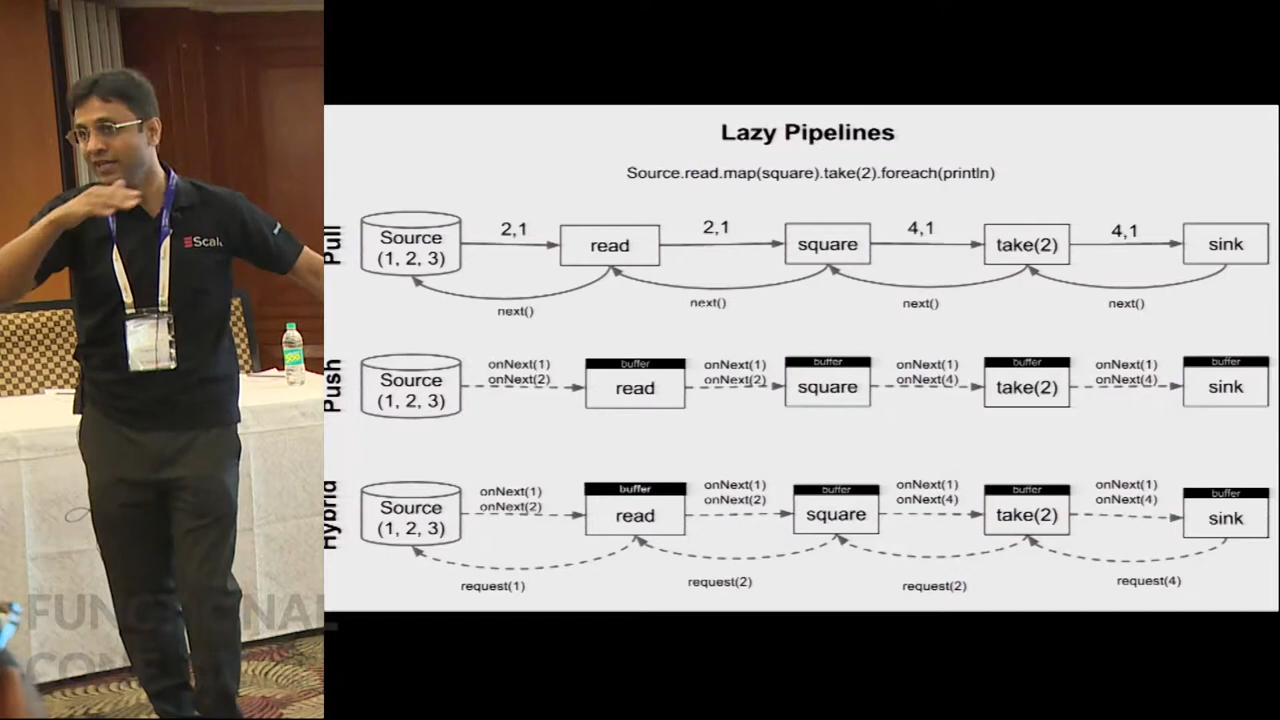 Lazy Pipelines
Source.read.map(square).take(2).foreach(println)
Pull
Source
(1, 2, 3)
2,1
read
2,1
square
4,1
take(2)
4,1
sink
next()
next()
next()
next()
Push
Source
(1, 2, 3)
onNext(1)
onNext(2)
buffer
read
onNext(1)
onNext(2)
buffer
square
onNext(1)
onNext(4)
buffer
take(2)
onNext(1)
onNext(4)
buffer
sink
Hybrid
Source
(1, 2, 3)
onNext(1)
onNext(2)
buffer
read
onNext(1)
onNext(2)
buffer
square
onNext(1)
onNext(4)
buffer
take(2)
onNext(1)
onNext(4)
buffer
sink
request(1)
request(2)
request(2)
request(4)
Scal
FUNCTIONAL
CONF